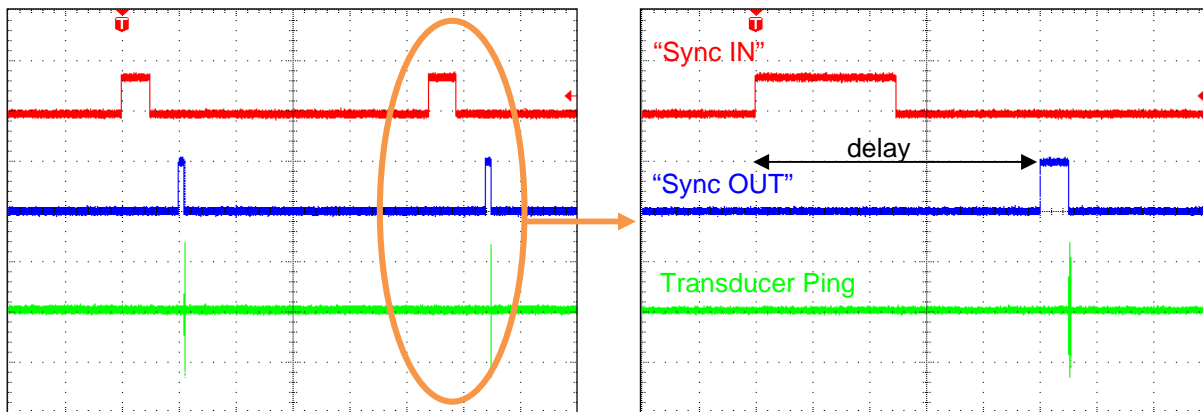 T
T
“Sync IN”
delay
“Sync OUT”
Transducer Ping